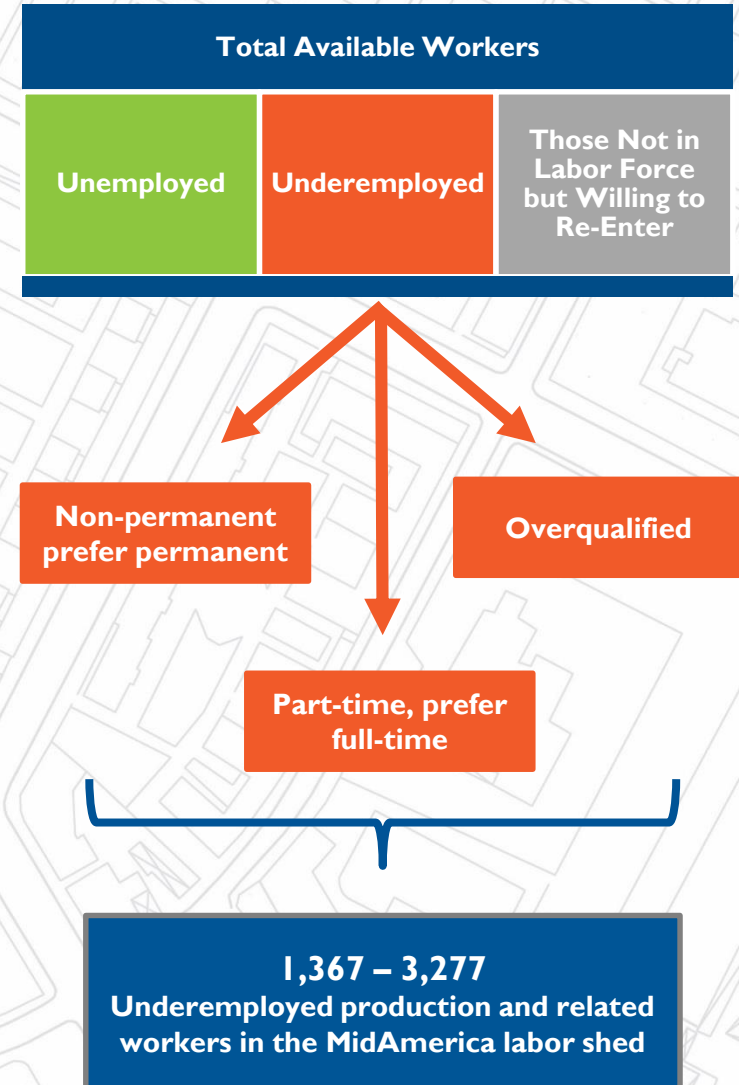 Total Available Workers
Unemployed
Underemployed
Those Not in
Labor Force
but Willing to
Re-Enter
Non-permanent
prefer permanent
Overqualified
Part-time, prefer
full-time
1,367 – 3,277
Underemployed production and related
workers in the MidAmerica labor shed